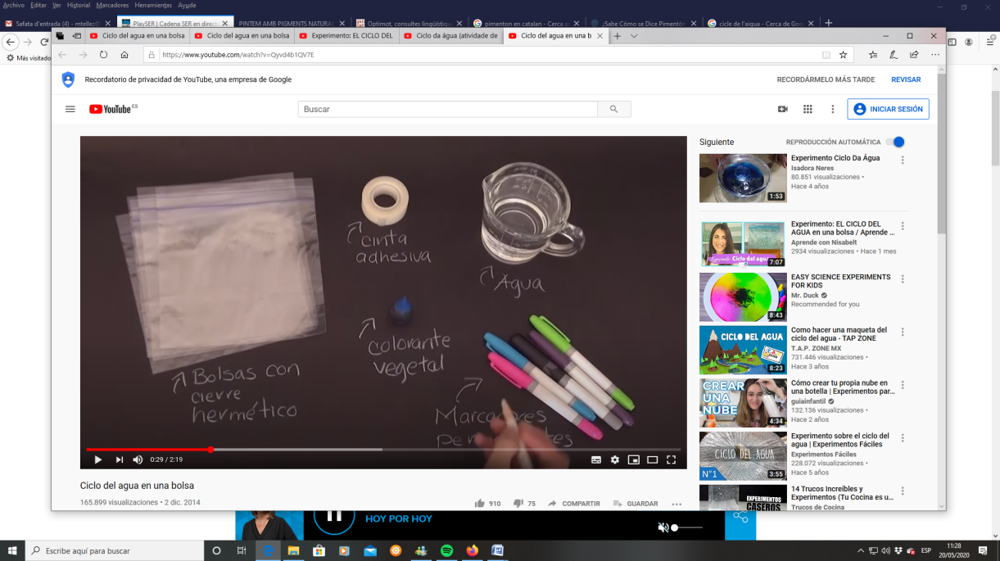 Archivo Editar Ver Historial Marcadores Herramientas Ayuda
Safata d'entrada (4) - mtellez
PlaySER | Cadena SER en direct
PINTEM AMB PIGMENTS NATURAL
Optimot, consultes lingüístiqu
pimenton en catalan - Cerca a
¿Sabe Cómo se Dice Pimentón
cicle de l'aigua - Cerca de Goo
Más visitados
Ciclo del agua en una bolsa
Ciclo del agua en una bolsa
Experimento: EL CICLO DEL
Ciclo da água (atividade de
Ciclo del agua en una b
https://www.youtube.com/watch?v=Qyvd4b1QV7E
Recordatorio de privacidad de YouTube, una empresa de Google
RECORDÁRMELO MÁS TARDE
REVISAR
YouTube ES
Buscar
INICIAR SESIÓN
cinta
adhesiva
Agua
colorante
vegetal
Bolsas con
cierre
hermético
Marcadores
0:29 / 2:19
Ciclo del agua en una bolsa
165.899 visualizaciones • 2 dic. 2014
910
75
COMPARTIR
GUARDAR
Siguiente
REPRODUCCIÓN AUTOMÁTICA
Experimento Ciclo Da Água
Isadora Neres
80.851 visualizaciones •
Hace 4 años
1:53
Experimento: EL CICLO DEL
AGUA en una bolsa / Aprende ...
Aprende con Nisabelt
2934 visualizaciones • Hace 1 mes
Experimento Ciclo del agua
7:07
EASY SCIENCE EXPERIMENTS
FOR KIDS
Mr. Duck
Recommended for you
8:43
CICLO DEL AGUA
Como hacer una maqueta del
ciclo del agua - TAP ZONE
T.A.P. ZONE MX
731.446 visualizaciones •
Hace 3 años
8:23
CREAR
UNA
NUBE
Cómo crear tu propia nube en
una botella | Experimentos par...
guiainfantil
132.136 visualizaciones •
Hace 2 años
4:34
CICLO DEL AGUA
N°1
Experimento sobre el ciclo del
agua | Experimentos Fáciles
Experimentos Fáciles
228.072 visualizaciones •
Hace 5 años
3:55
EXPERIMENTOS
CASEROS
14 Trucos Increíbles y
Experimentos (Tu Cocina es u...
Trucos de Cocina
HOY POR HOY
Escribe aquí para buscar
ESP
11:28
20/05/2020